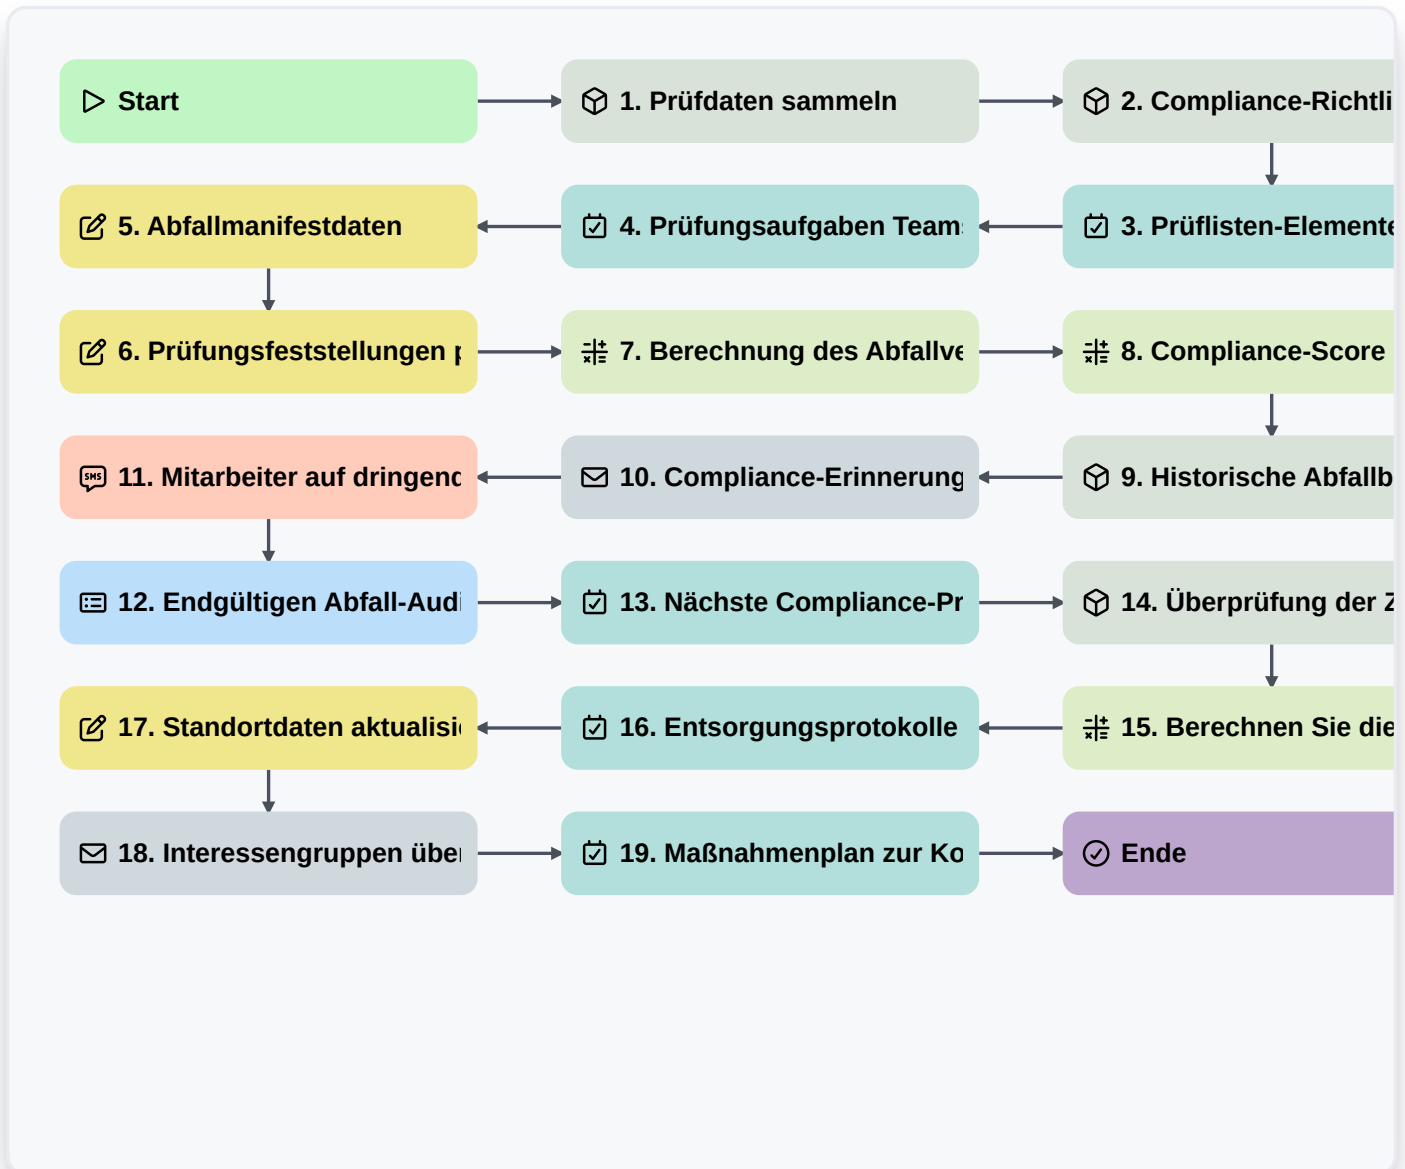 Start
1. Prüfdaten sammeln
2. Compliance-Richtli
5. Abfallmanifestdaten
4. Prüfungsaufgaben Team
3. Prüflisten-Elemente
6. Prüfungsfeststellungen
7. Berechnung des Abfallve
8. Compliance-Score
11. Mitarbeiter auf dringend
10. Compliance-Erinnerung
9. Historische Abfallb
12. Endgültigen Abfall-Audi
13. Nächste Compliance-Pr
14. Überprüfung der Z
17. Standortdaten aktualisie
16. Entsorgungsprotokolle
15. Berechnen Sie die
18. Interessengruppen über
19. Maßnahmenplan zur Ko
Ende